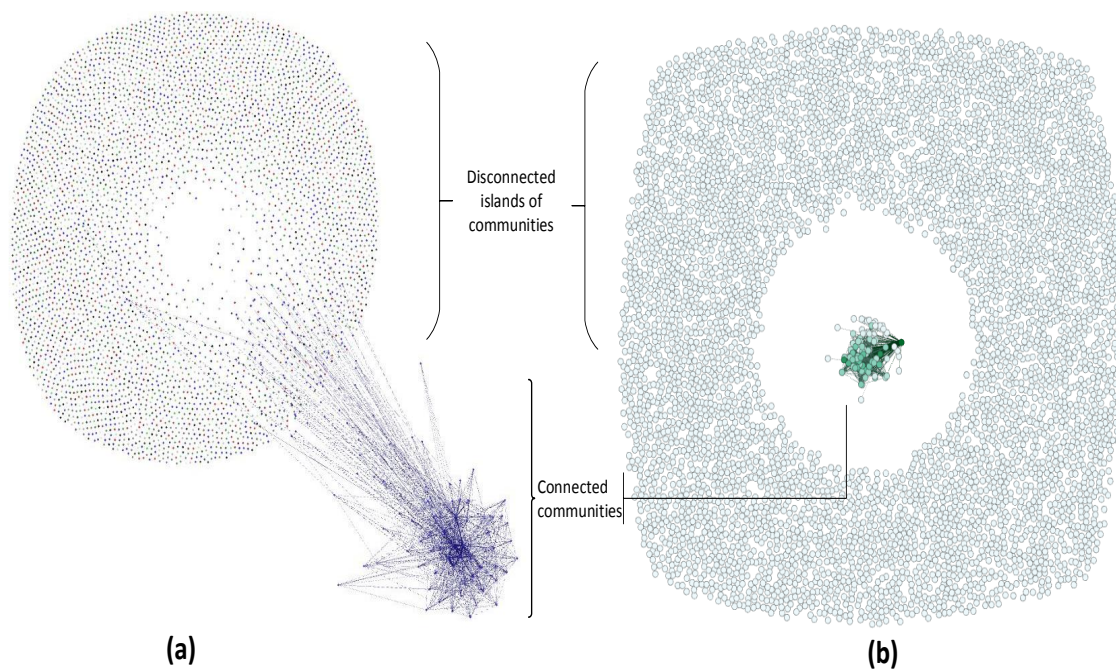 Disconnected
islands of
communities
Connected
communities
(a)
(b)